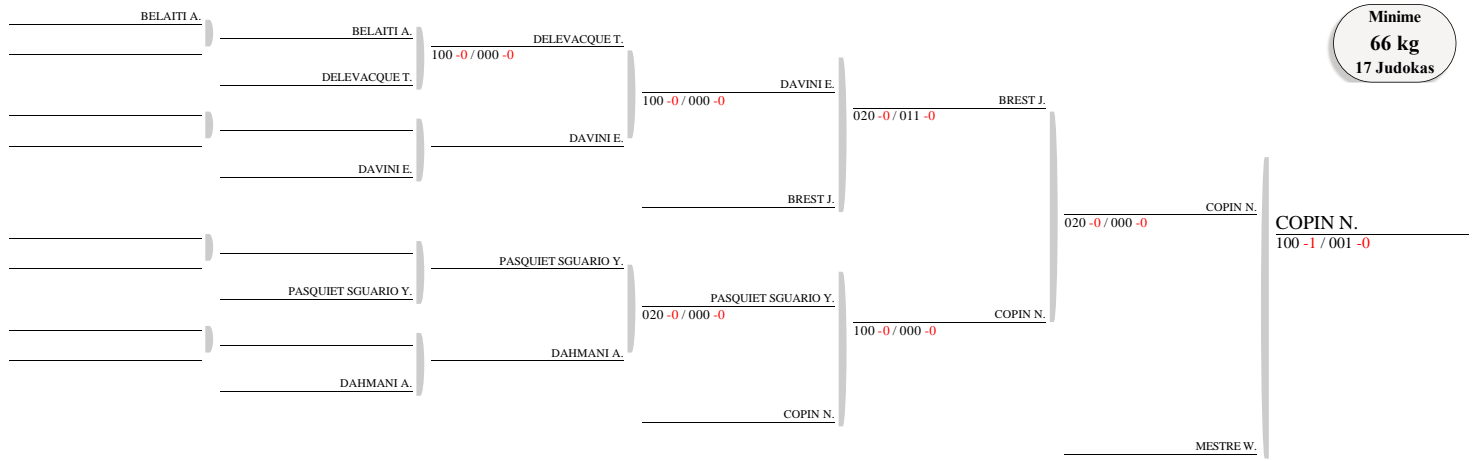 Minime
66 kg
17 Judokas
BELAITI A.
BELAITI A.
DELEVACQUE T.
DELEVACQUE T.
100 -0 / 000 -0
DAVINI E.
DAVINI E.
DAVINI E.
100 -0 / 000 -0
BREST J.
BREST J.
020 -0 / 011 -0
PASQUIET SGUARIO Y.
PASQUIET SGUARIO Y.
DAHMANI A.
DAHMANI A.
PASQUIET SGUARIO Y.
020 -0 / 000 -0
COPIN N.
COPIN N.
100 -0 / 000 -0
COPIN N.
020 -0 / 000 -0
MESTRE W.
COPIN N.
100 -1 / 001 -0